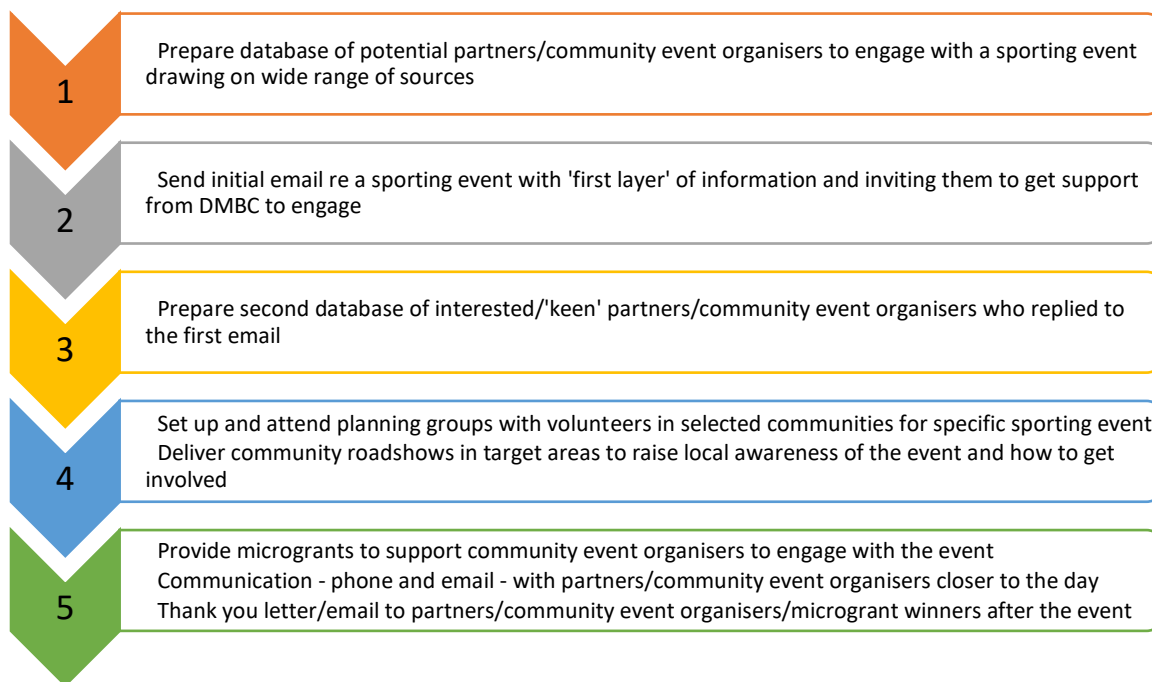 1
Prepare database of potential partners/community event organisers to engage with a sporting event
drawing on wide range of sources
2
Send initial email re a sporting event with 'first layer' of information and inviting them to get support
from DMBC to engage
3
Prepare second database of interested/'keen' partners/community event organisers who replied to
the first email
4
Set up and attend planning groups with volunteers in selected communities for specific sporting event
Deliver community roadshows in target areas to raise local awareness of the event and how to get
involved
5
Provide microgrants to support community event organisers to engage with the event
Communication - phone and email - with partners/community event organisers closer to the day
Thank you letter/email to partners/community event organisers/microgrant winners after the event